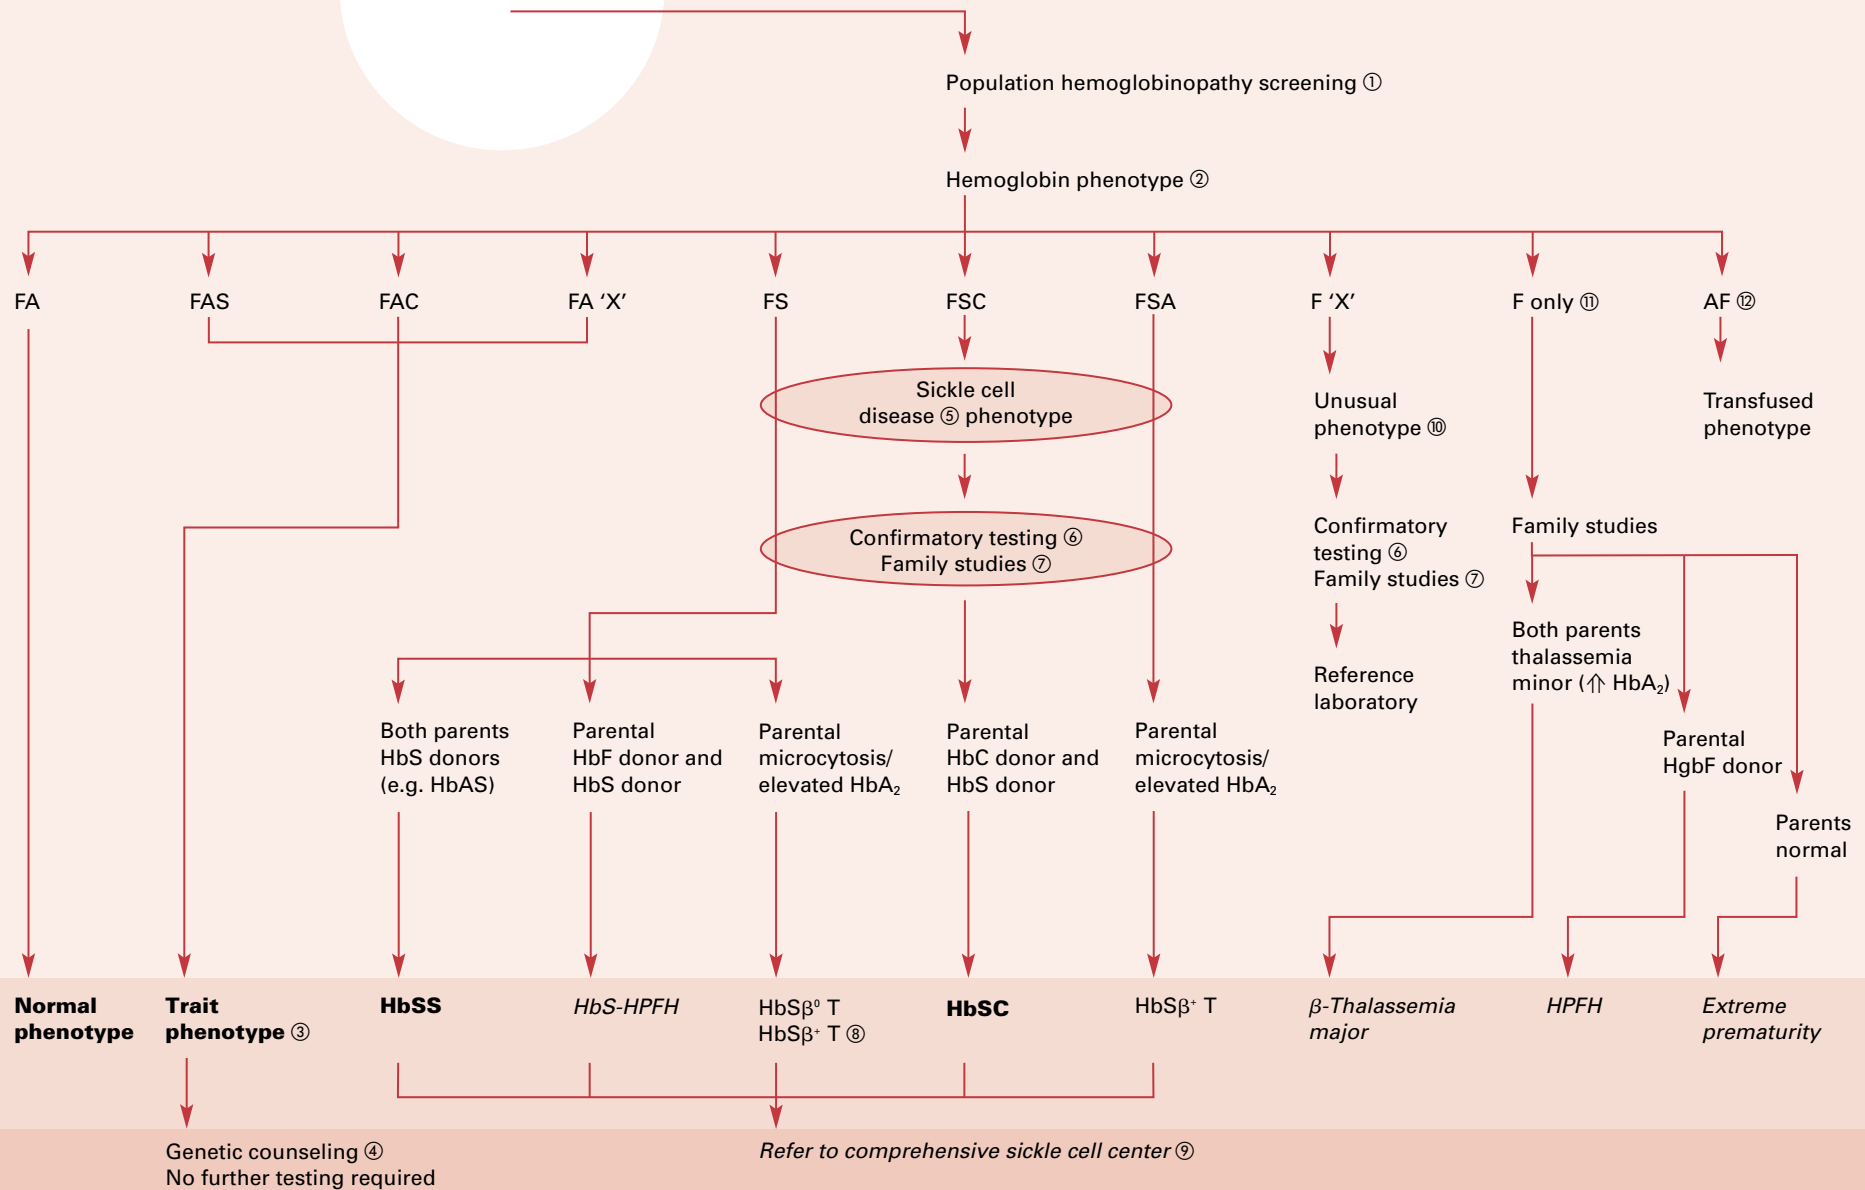 Population hemoglobinopathy screening ①
Hemoglobin phenotype ②
FA
FAS
FAC
FA ‘X’
FS
FSC
FSA
F ‘X’
F only ⑪
AF ⑫
Sickle cell
disease ⑤ phenotype
Unusual
phenotype ⑩
Transfused
phenotype
Confirmatory testing ⑥
Family studies ⑦
Confirmatory
testing ⑥
Family studies ⑦
Family studies
Both parents
thalassemia
minor (⇑ HbA₂)
Reference
laboratory
Both parents
HbS donors
(e.g. HbAS)
Parental
HbF donor and
HbS donor
Parental
microcytosis/
elevated HbA₂
Parental
HbC donor and
HbS donor
Parental
microcytosis/
elevated HbA₂
Parental
HgbF donor
Parents
normal
Normal
phenotype
Trait
phenotype ③
HbSS
HbS-HPFH
HbSβ⁰ T
HbSβ⁺ T ⑧
HbSC
HbSβ⁺ T
β-Thalassemia
major
HPFH
Extreme
prematurity
Genetic counseling ④
No further testing required
Refer to comprehensive sickle cell center ⑨